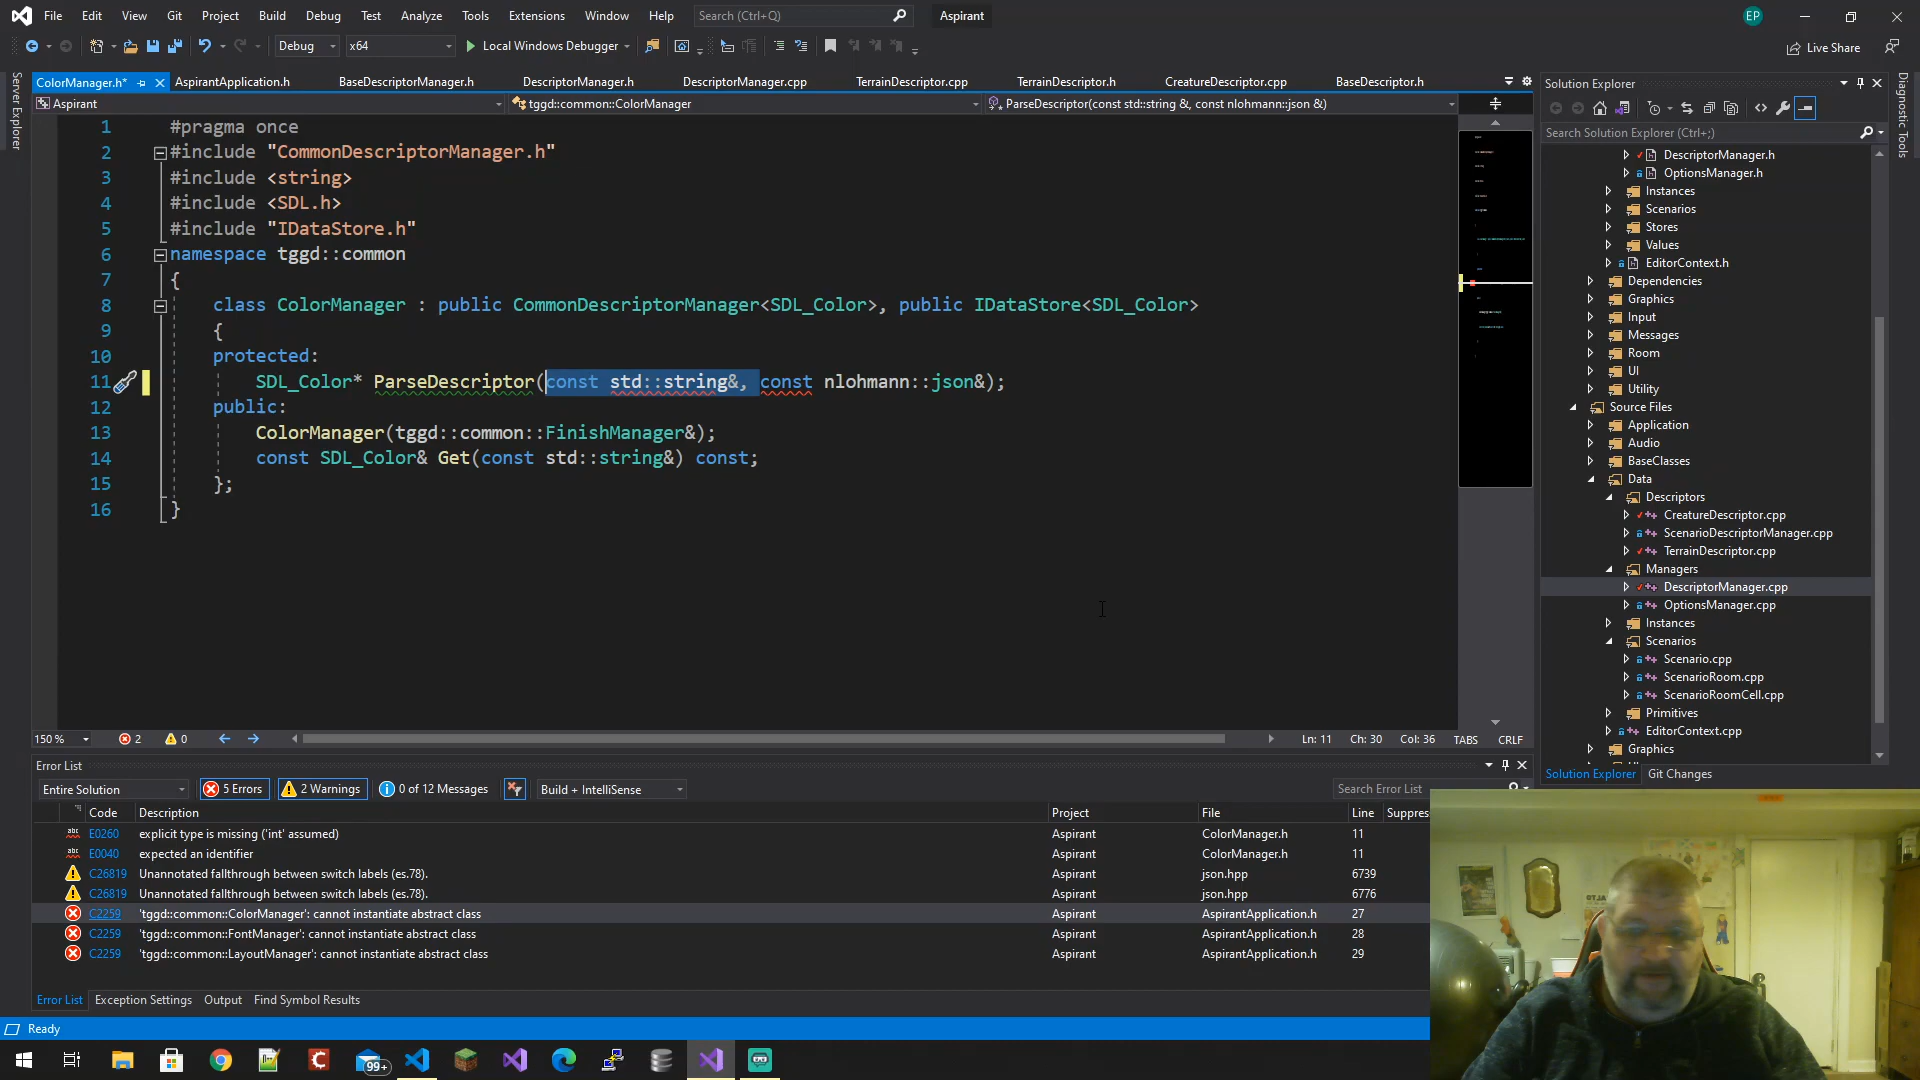 File Edit View Git Project Build Debug Test Analyze Tools Extensions Window Help Search (Ctrl+Q) Aspirant EP
Debug x64 Local Windows Debugger Live Share
ColorManager.h* AspirantApplication.h BaseDescriptorManager.h DescriptorManager.h DescriptorManager.cpp TerrainDescriptor.cpp TerrainDescriptor.h CreatureDescriptor.cpp BaseDescriptor.h
Aspirant tggd::common::ColorManager ParseDescriptor(const std::string &, const nlohmann::json &)
Server Explorer
1 #pragma once
2 #include "CommonDescriptorManager.h"
3 #include <string>
4 #include <SDL.h>
5 #include "IDataStore.h"
6 namespace tggd::common
7 {
8 class ColorManager : public CommonDescriptorManager<SDL_Color>, public IDataStore<SDL_Color>
9 {
10 protected:
11 SDL_Color* ParseDescriptor(const std::string&, const nlohmann::json&);
12 public:
13 ColorManager(tggd::common::FinishManager&);
14 const SDL_Color& Get(const std::string&) const;
15 };
16 }
150 % 2 0 Ln: 11 Ch: 30 Col: 36 TABS CRLF
Solution Explorer
Search Solution Explorer (Ctrl+;)
DescriptorManager.h
OptionsManager.h
Instances
Scenarios
Stores
Values
EditorContext.h
Dependencies
Graphics
Input
Messages
Room
UI
Utility
Source Files
Application
Audio
BaseClasses
Data
Descriptors
CreatureDescriptor.cpp
ScenarioDescriptorManager.cpp
TerrainDescriptor.cpp
Managers
DescriptorManager.cpp
OptionsManager.cpp
Instances
Scenarios
Scenario.cpp
ScenarioRoom.cpp
ScenarioRoomCell.cpp
Primitives
EditorContext.cpp
Graphics
Solution Explorer Git Changes
Diagnostic Tools
Error List
Entire Solution 5 Errors 2 Warnings 0 of 12 Messages Build + IntelliSense Search Error List
Code Description Project File Line Suppres
abc E0260 explicit type is missing ('int' assumed) Aspirant ColorManager.h 11
abc E0040 expected an identifier Aspirant ColorManager.h 11
C26819 Unannotated fallthrough between switch labels (es.78). Aspirant json.hpp 6739
C26819 Unannotated fallthrough between switch labels (es.78). Aspirant json.hpp 6776
C2259 'tggd::common::ColorManager': cannot instantiate abstract class Aspirant AspirantApplication.h 27
C2259 'tggd::common::FontManager': cannot instantiate abstract class Aspirant AspirantApplication.h 28
C2259 'tggd::common::LayoutManager': cannot instantiate abstract class Aspirant AspirantApplication.h 29
Error List Exception Settings Output Find Symbol Results
Ready
99+